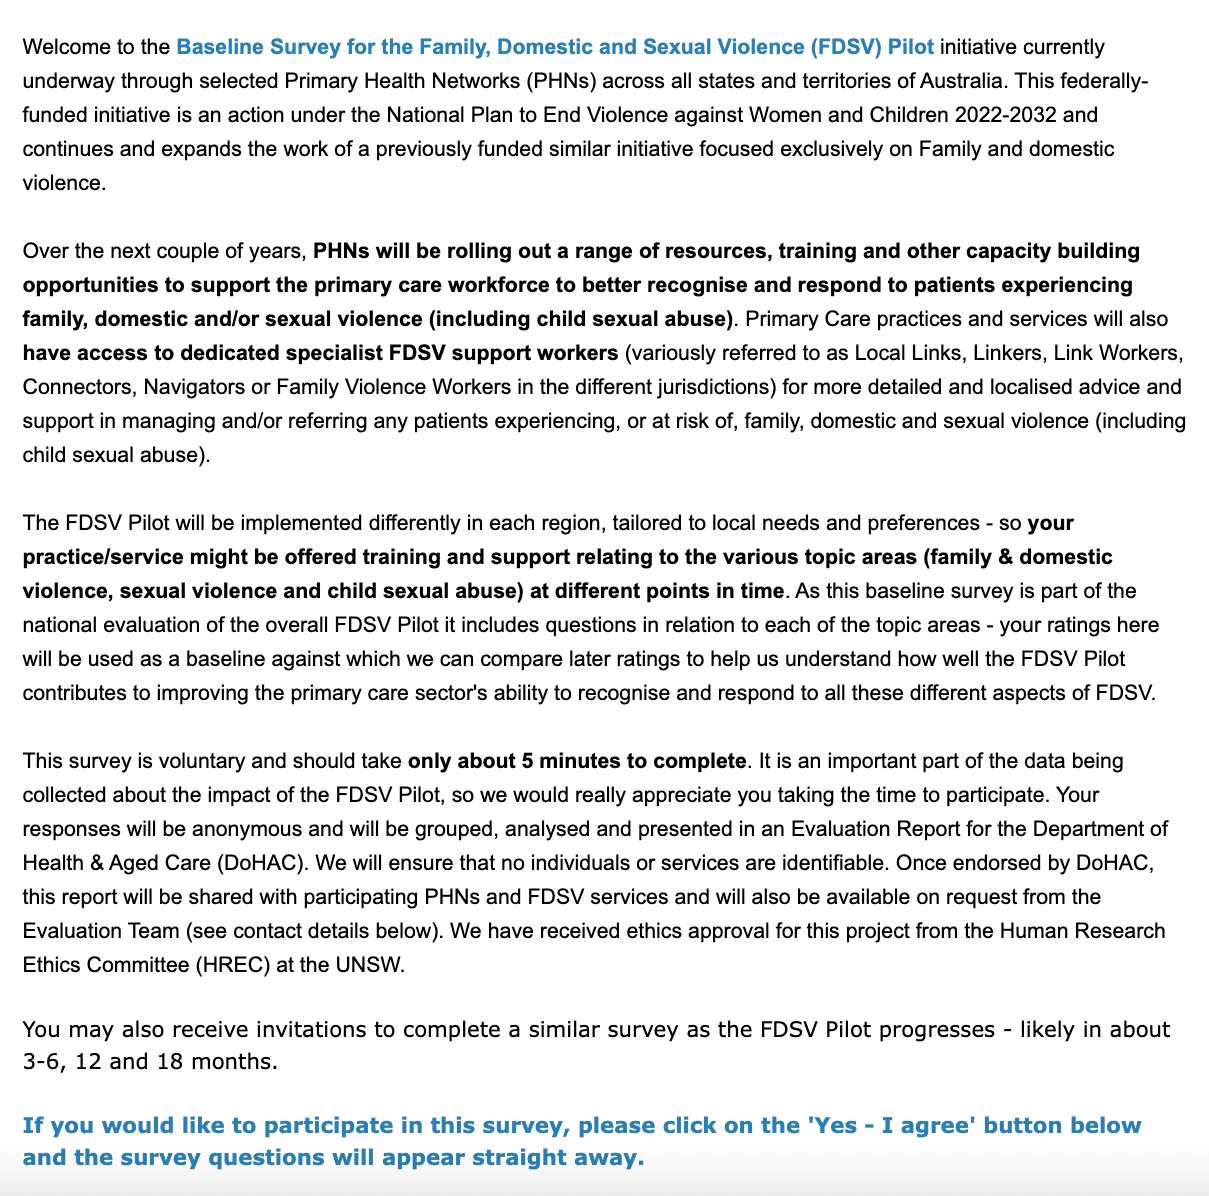 Welcome to the Baseline Survey for the Family, Domestic and Sexual Violence (FDSV) Pilot initiative currently
underway through selected Primary Health Networks (PHNs) across all states and territories of Australia. This federally-
funded initiative is an action under the National Plan to End Violence against Women and Children 2022-2032 and
continues and expands the work of a previously funded similar initiative focused exclusively on Family and domestic
violence.
Over the next couple of years, PHNs will be rolling out a range of resources, training and other capacity building
opportunities to support the primary care workforce to better recognise and respond to patients experiencing
family, domestic and/or sexual violence (including child sexual abuse). Primary Care practices and services will also
have access to dedicated specialist FDSV support workers (variously referred to as Local Links, Linkers, Link Workers,
Connectors, Navigators or Family Violence Workers in the different jurisdictions) for more detailed and localised advice and
support in managing and/or referring any patients experiencing, or at risk of, family, domestic and sexual violence (including
child sexual abuse).
The FDSV Pilot will be implemented differently in each region, tailored to local needs and preferences - so your
practice/service might be offered training and support relating to the various topic areas (family & domestic
violence, sexual violence and child sexual abuse) at different points in time. As this baseline survey is part of the
national evaluation of the overall FDSV Pilot it includes questions in relation to each of the topic areas - your ratings here
will be used as a baseline against which we can compare later ratings to help us understand how well the FDSV Pilot
contributes to improving the primary care sector's ability to recognise and respond to all these different aspects of FDSV.
This survey is voluntary and should take only about 5 minutes to complete. It is an important part of the data being
collected about the impact of the FDSV Pilot, so we would really appreciate you taking the time to participate. Your
responses will be anonymous and will be grouped, analysed and presented in an Evaluation Report for the Department of
Health & Aged Care (DoHAC). We will ensure that no individuals or services are identifiable. Once endorsed by DoHAC,
this report will be shared with participating PHNs and FDSV services and will also be available on request from the
Evaluation Team (see contact details below). We have received ethics approval for this project from the Human Research
Ethics Committee (HREC) at the UNSW.
You may also receive invitations to complete a similar survey as the FDSV Pilot progresses - likely in about
3-6, 12 and 18 months.
If you would like to participate in this survey, please click on the 'Yes - I agree' button below
and the survey questions will appear straight away.